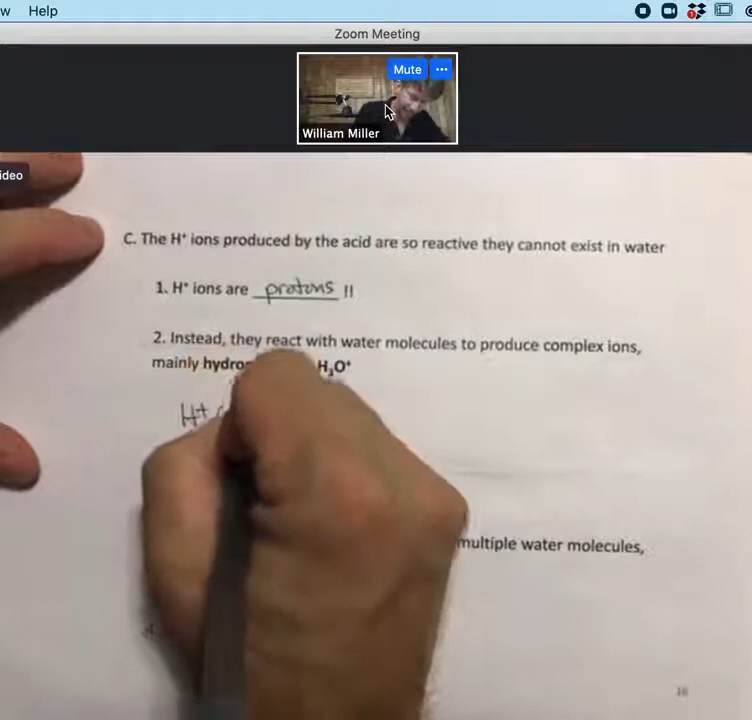 Help
Zoom Meeting
Mute
William Miller
C. The H⁺ ions produced by the acid are so reactive they cannot exist in water
1. H⁺ ions are protons !!
2. Instead, they react with water molecules to produce complex ions,
mainly H₃O⁺
H+
multiple water molecules,